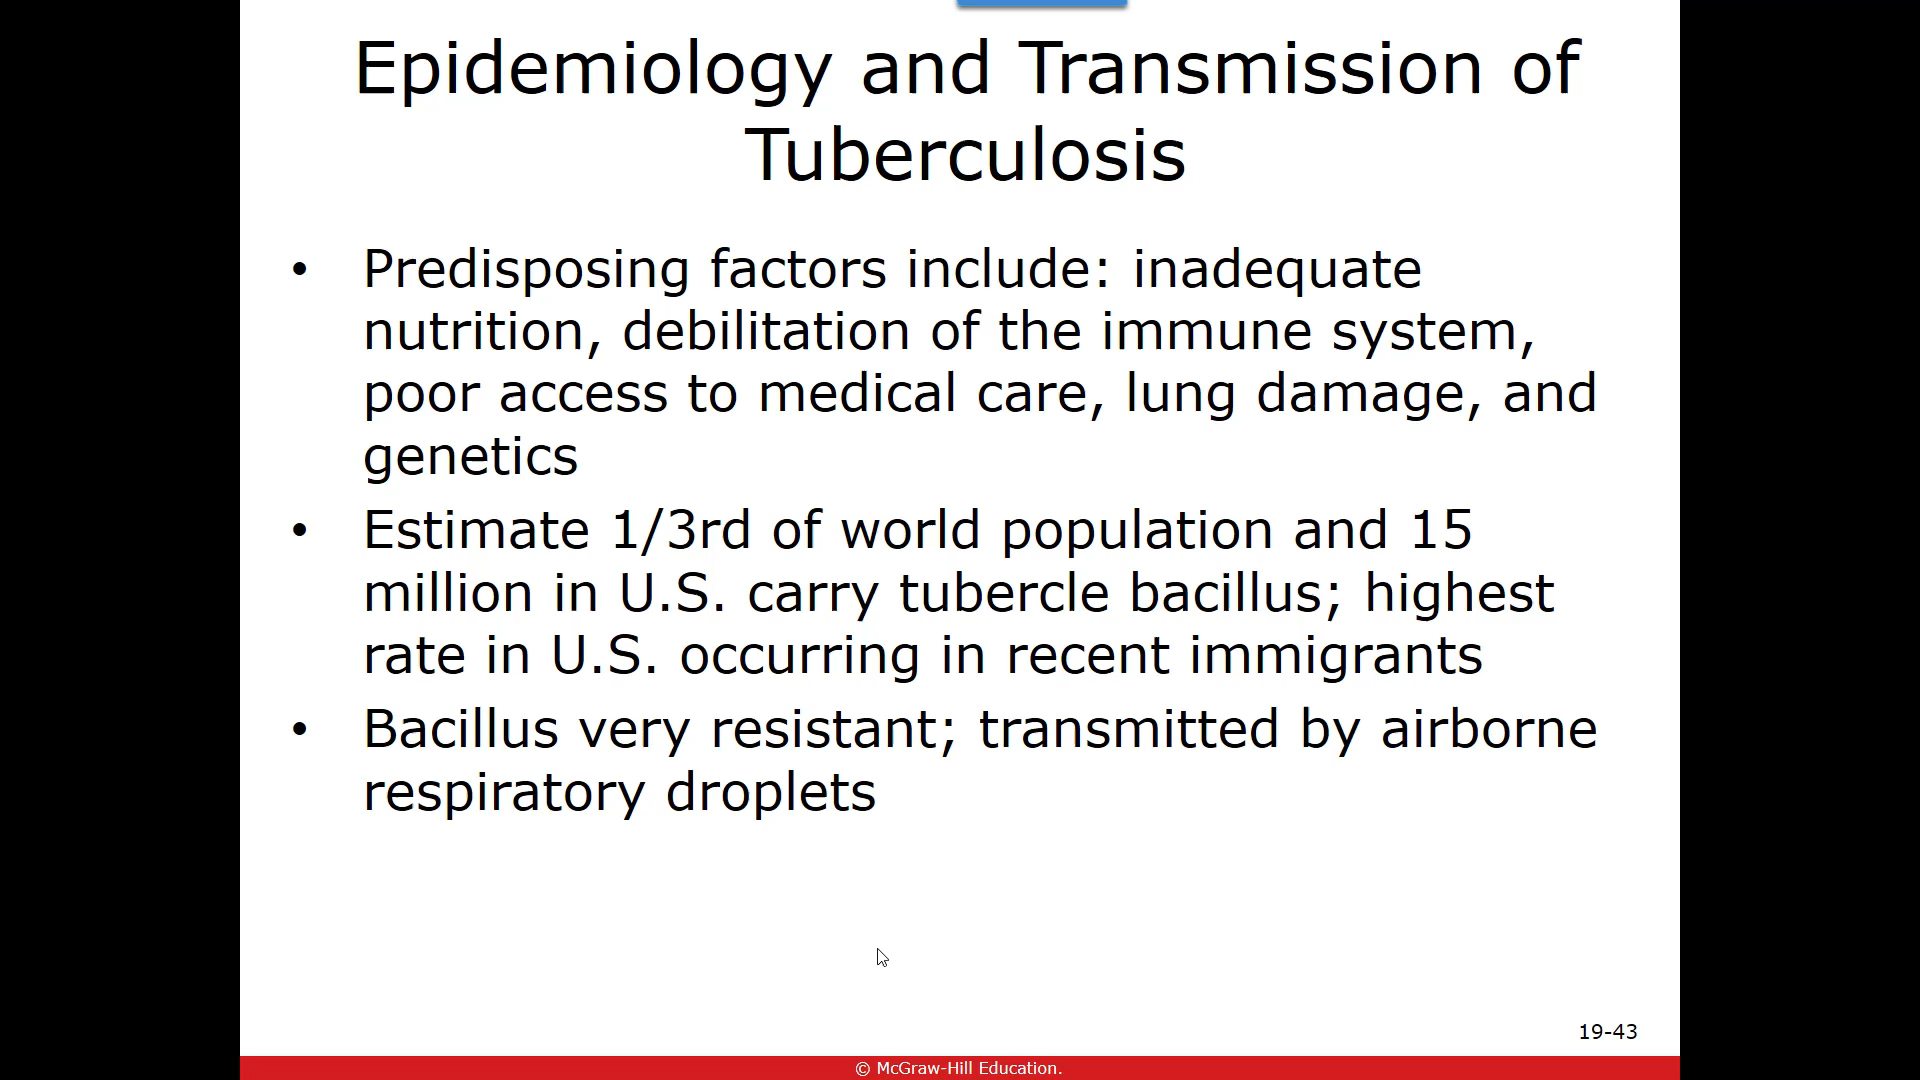 Epidemiology and Transmission of
Tuberculosis
• Predisposing factors include: inadequate
nutrition, debilitation of the immune system,
poor access to medical care, lung damage, and
genetics
• Estimate 1/3rd of world population and 15
million in U.S. carry tubercle bacillus; highest
rate in U.S. occurring in recent immigrants
• Bacillus very resistant; transmitted by airborne
respiratory droplets
19-43
© McGraw-Hill Education.